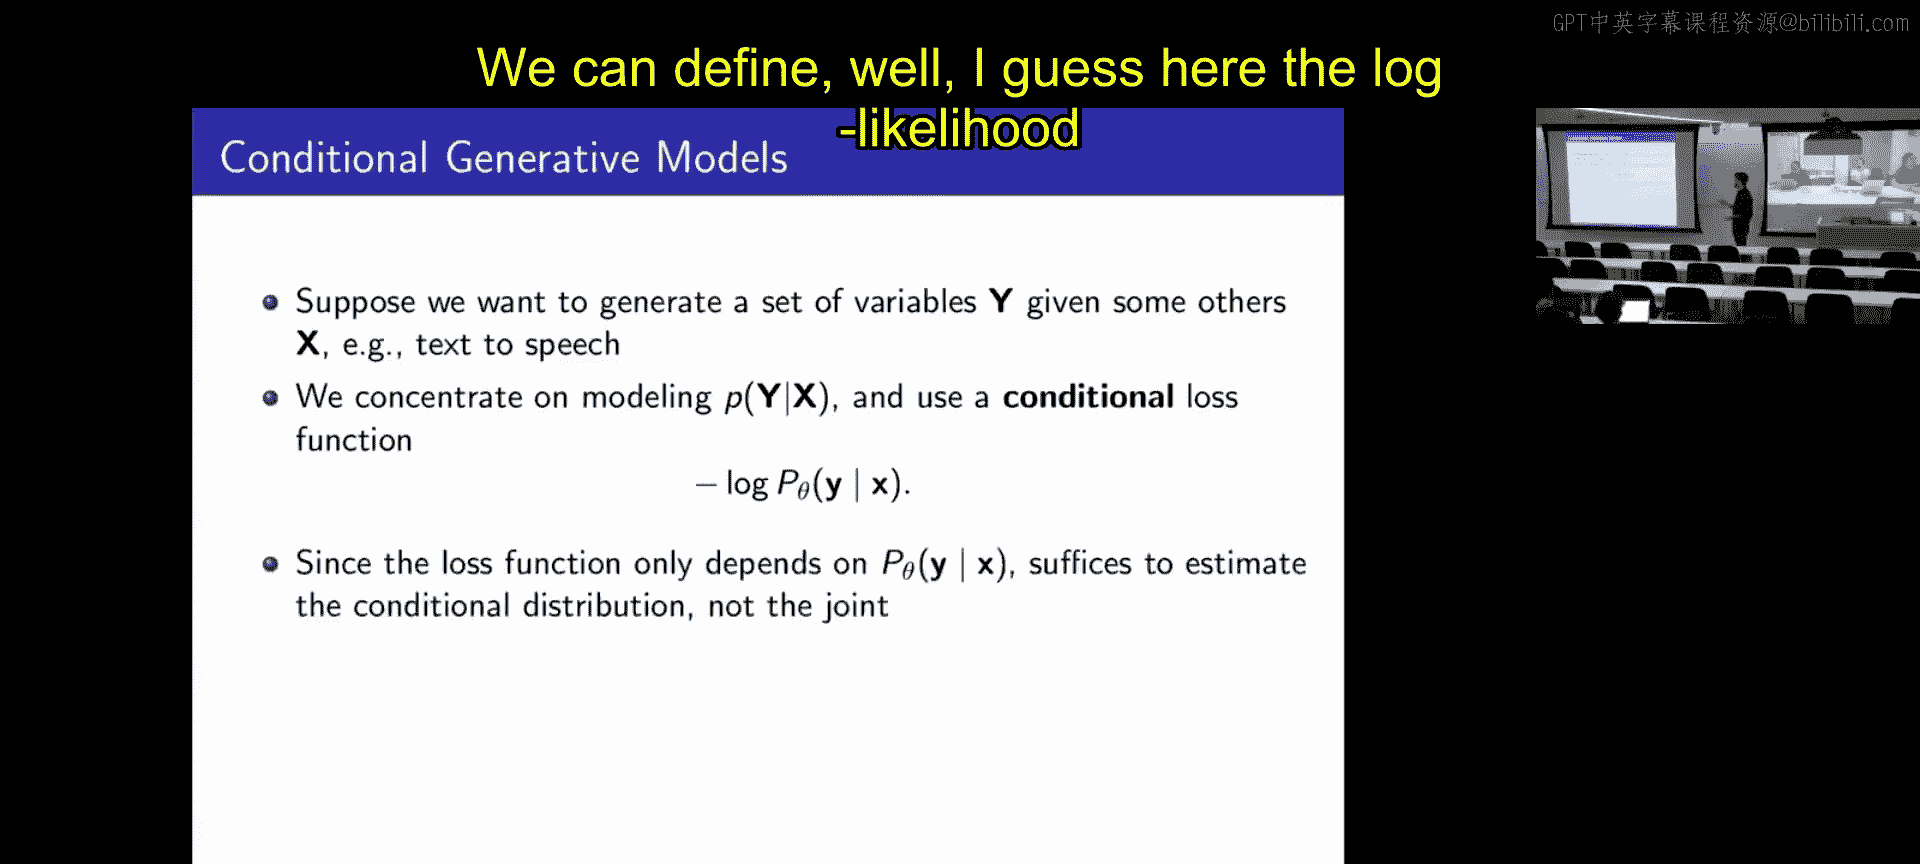 GPT中英字幕课程资源@bilibili.com
We can define, well, I guess here the log
-likelihood
Conditional Generative Models
Suppose we want to generate a set of variables Y given some others
X, e.g., text to speech
We concentrate on modeling p(Y|X), and use a conditional loss
function
− log Pθ(y | x).
Since the loss function only depends on Pθ(y | x), suffices to estimate
the conditional distribution, not the joint